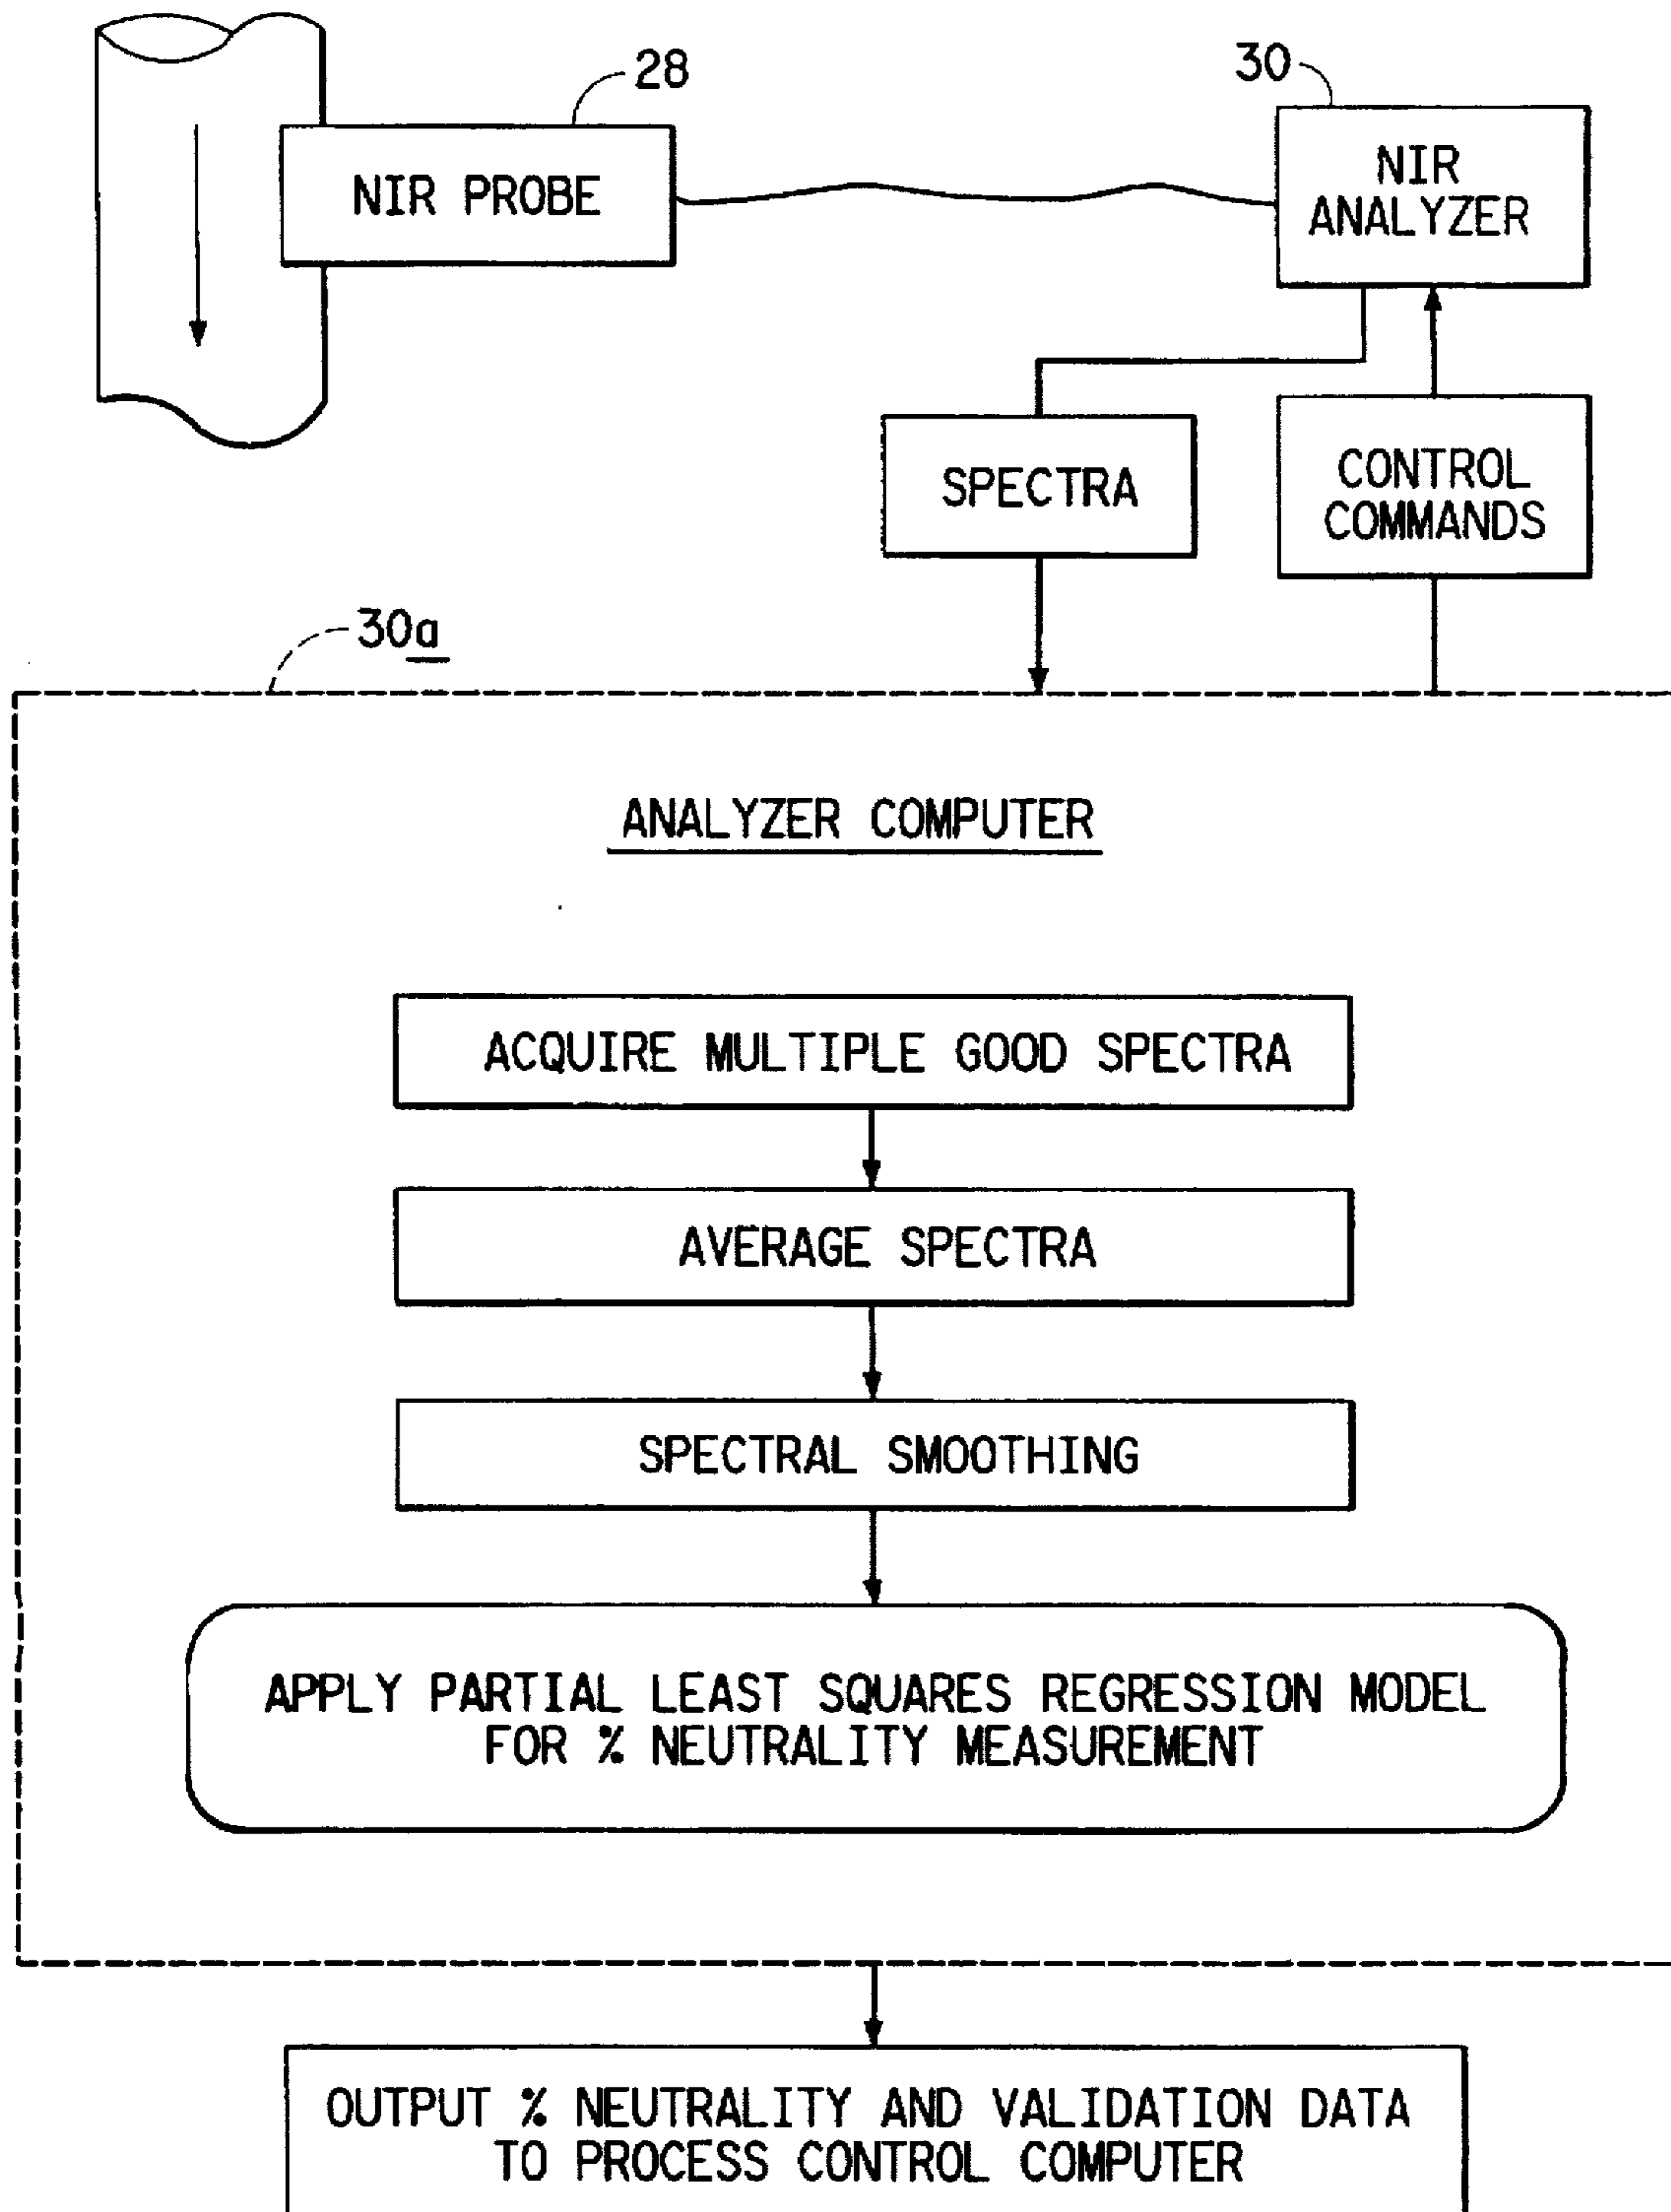 28
30
NIR PROBE
NIR
ANALYZER
SPECTRA
CONTROL
COMMANDS
30a
ANALYZER COMPUTER
ACQUIRE MULTIPLE GOOD SPECTRA
AVERAGE SPECTRA
SPECTRAL SMOOTHING
APPLY PARTIAL LEAST SQUARES REGRESSION MODEL
FOR % NEUTRALITY MEASUREMENT
OUTPUT % NEUTRALITY AND VALIDATION DATA
TO PROCESS CONTROL COMPUTER